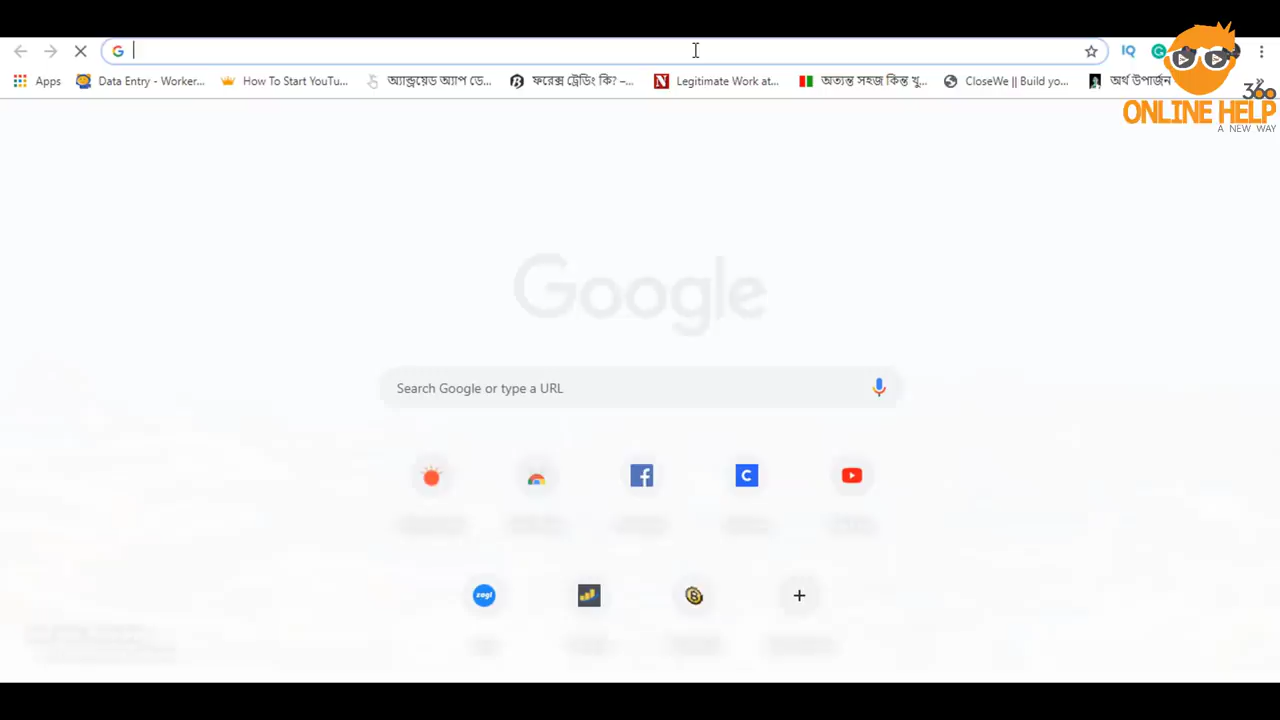 Apps Data Entry - Worker... How To Start YouTu... অ্যান্ড্রয়েড অ্যাপ ডে... ফরেক্স ট্রেডিং কি? –... Legitimate Work at... অত্যন্ত সহজ কিন্ত খু... CloseWe || Build yo... অর্থ উপার্জন »
360
ONLINE HELP
A NEW WAY
Google
Search Google or type a URL
zagl